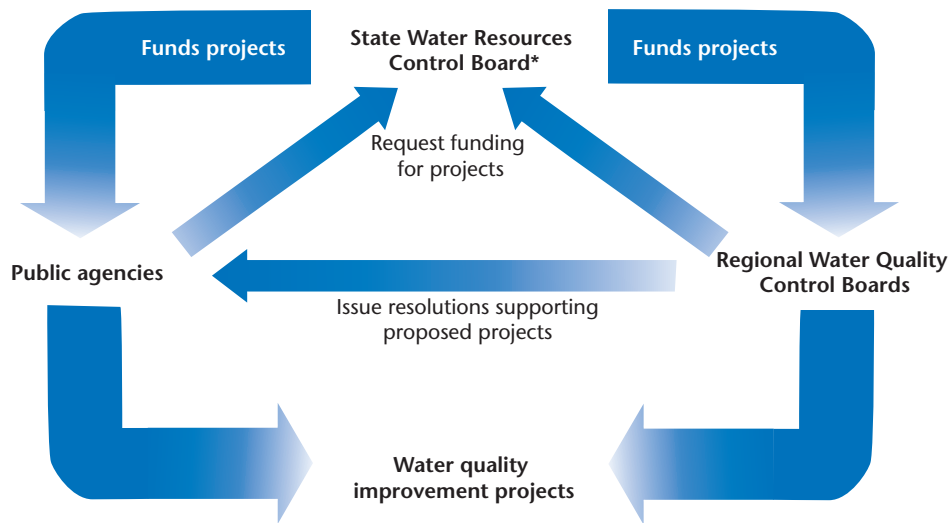 Funds projects
State Water Resources
Control Board*
Funds projects
Request funding
for projects
Public agencies
Regional Water Quality
Control Boards
Issue resolutions supporting
proposed projects
Water quality
improvement projects